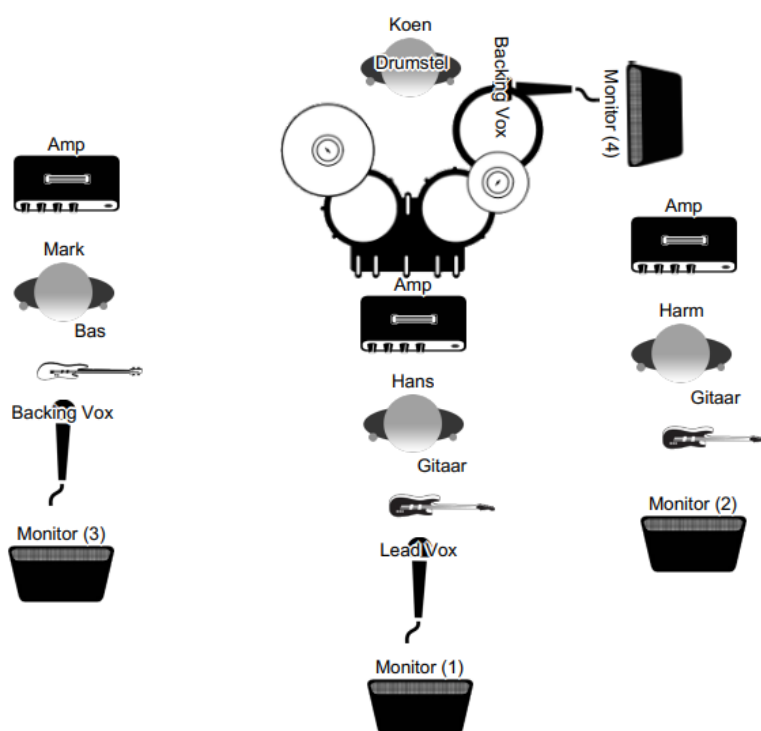 Koen
Drumstel
Backing Vox
Monitor (4)
Amp
Mark
Bas
Backing Vox
Monitor (3)
Amp
Hans
Gitaar
Lead Vox
Monitor (1)
Amp
Harm
Gitaar
Monitor (2)